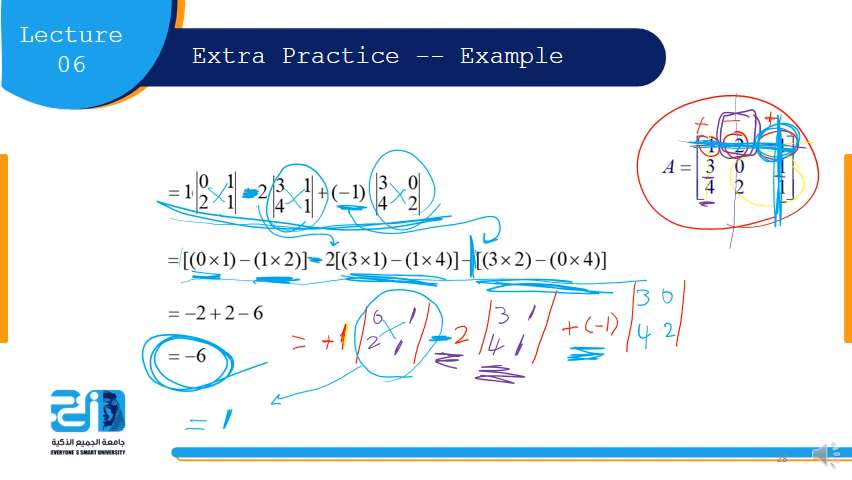 Lecture
06
Extra Practice -- Example
+ − +
A = [1 2 -1
3 0 1
4 2 1]
= 1 |0 1; 2 1| - 2 |3 1; 4 1| + (−1) |3 0; 4 2|
= [(0 × 1) − (1 × 2)] - 2[(3 × 1) − (1 × 4)] − 1[(3 × 2) − (0 × 4)]
= −2 + 2 − 6
= −6
= +1 |0 1; 2 1| - 2 |3 1; 4 1| + (-1) |3 0; 4 2|
= 1
جامعة الجميع الذكية
EVERYONE'S SMART UNIVERSITY
28